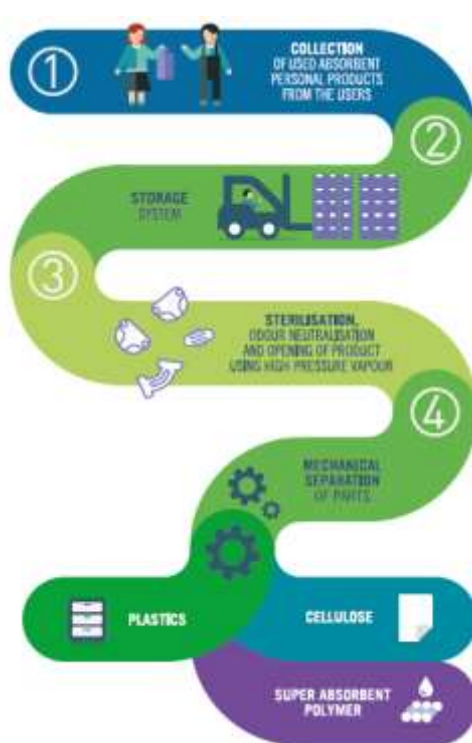 1
COLLECTION
OF USED ABSORBENT
PERSONAL PRODUCTS
FROM THE USERS
2
STORAGE
SYSTEM
3
STERILISATION,
ODOUR NEUTRALISATION
AND OPENING OF PRODUCT
USING HIGH PRESSURE VAPOUR
4
MECHANICAL
SEPARATION
OF PARTS
PLASTICS
CELLULOSE
SUPER ABSORBENT
POLYMER